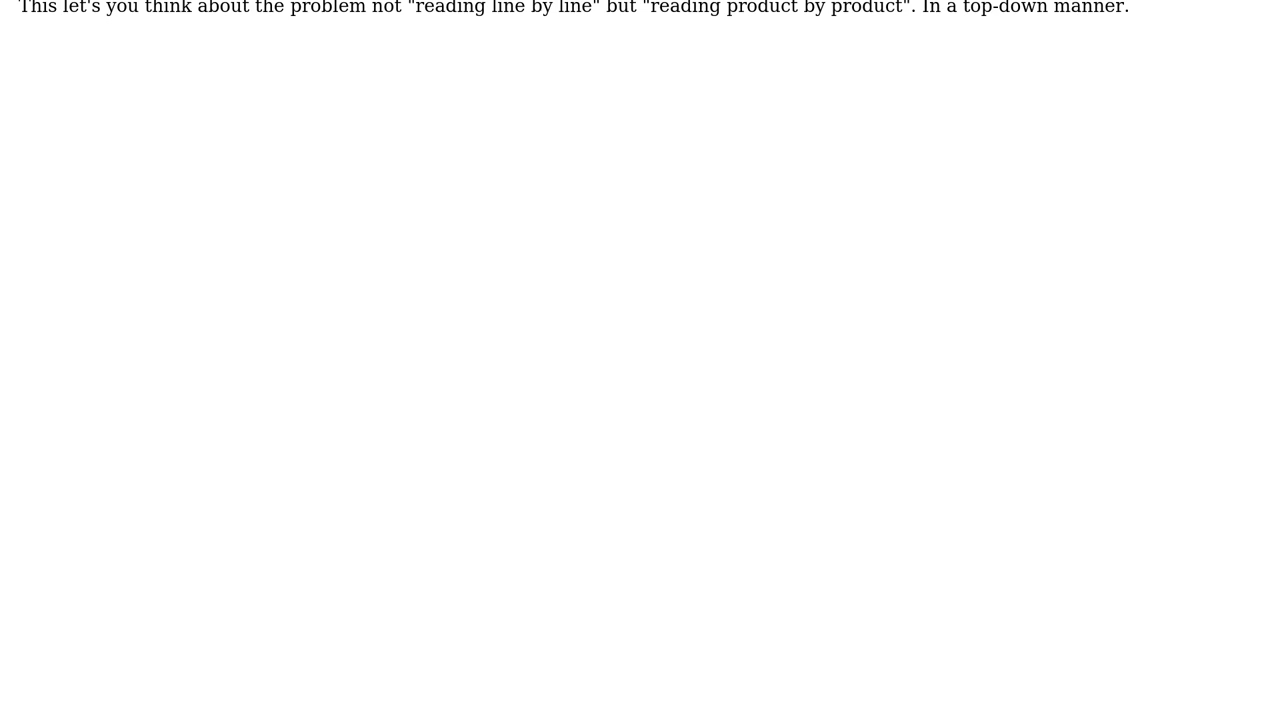 This let's you think about the problem not "reading line by line" but "reading product by product". In a top-down manner.